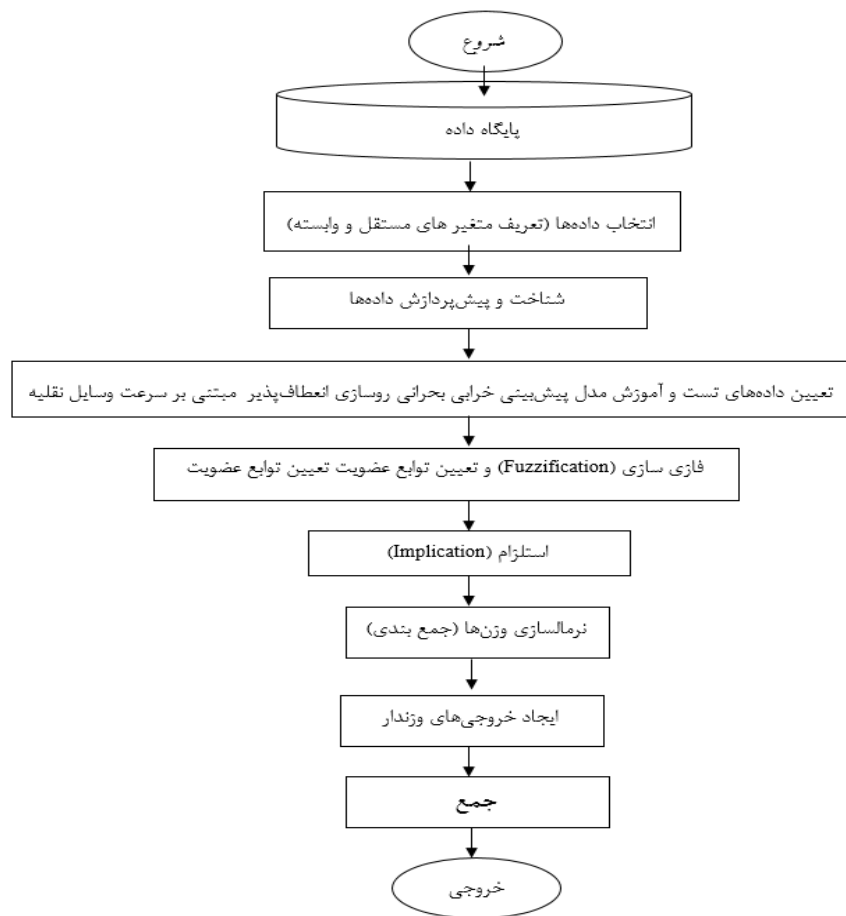 شروع
پایگاه داده
انتخاب داده‌ها (تعریف متغیر های مستقل و وابسته)
شناخت و پیش‌پردازش داده‌ها
تعیین داده‌های تست و آموزش مدل پیش‌بینی خرابی بحرانی روسازی انعطاف‌پذیر مبتنی بر سرعت وسایل نقلیه
فازی سازی (Fuzzification) و تعیین توابع عضویت تعیین توابع عضویت
استلزام (Implication)
نرمالسازی وزن‌ها (جمع بندی)
ایجاد خروجی‌های وزندار
جمع
خروجی